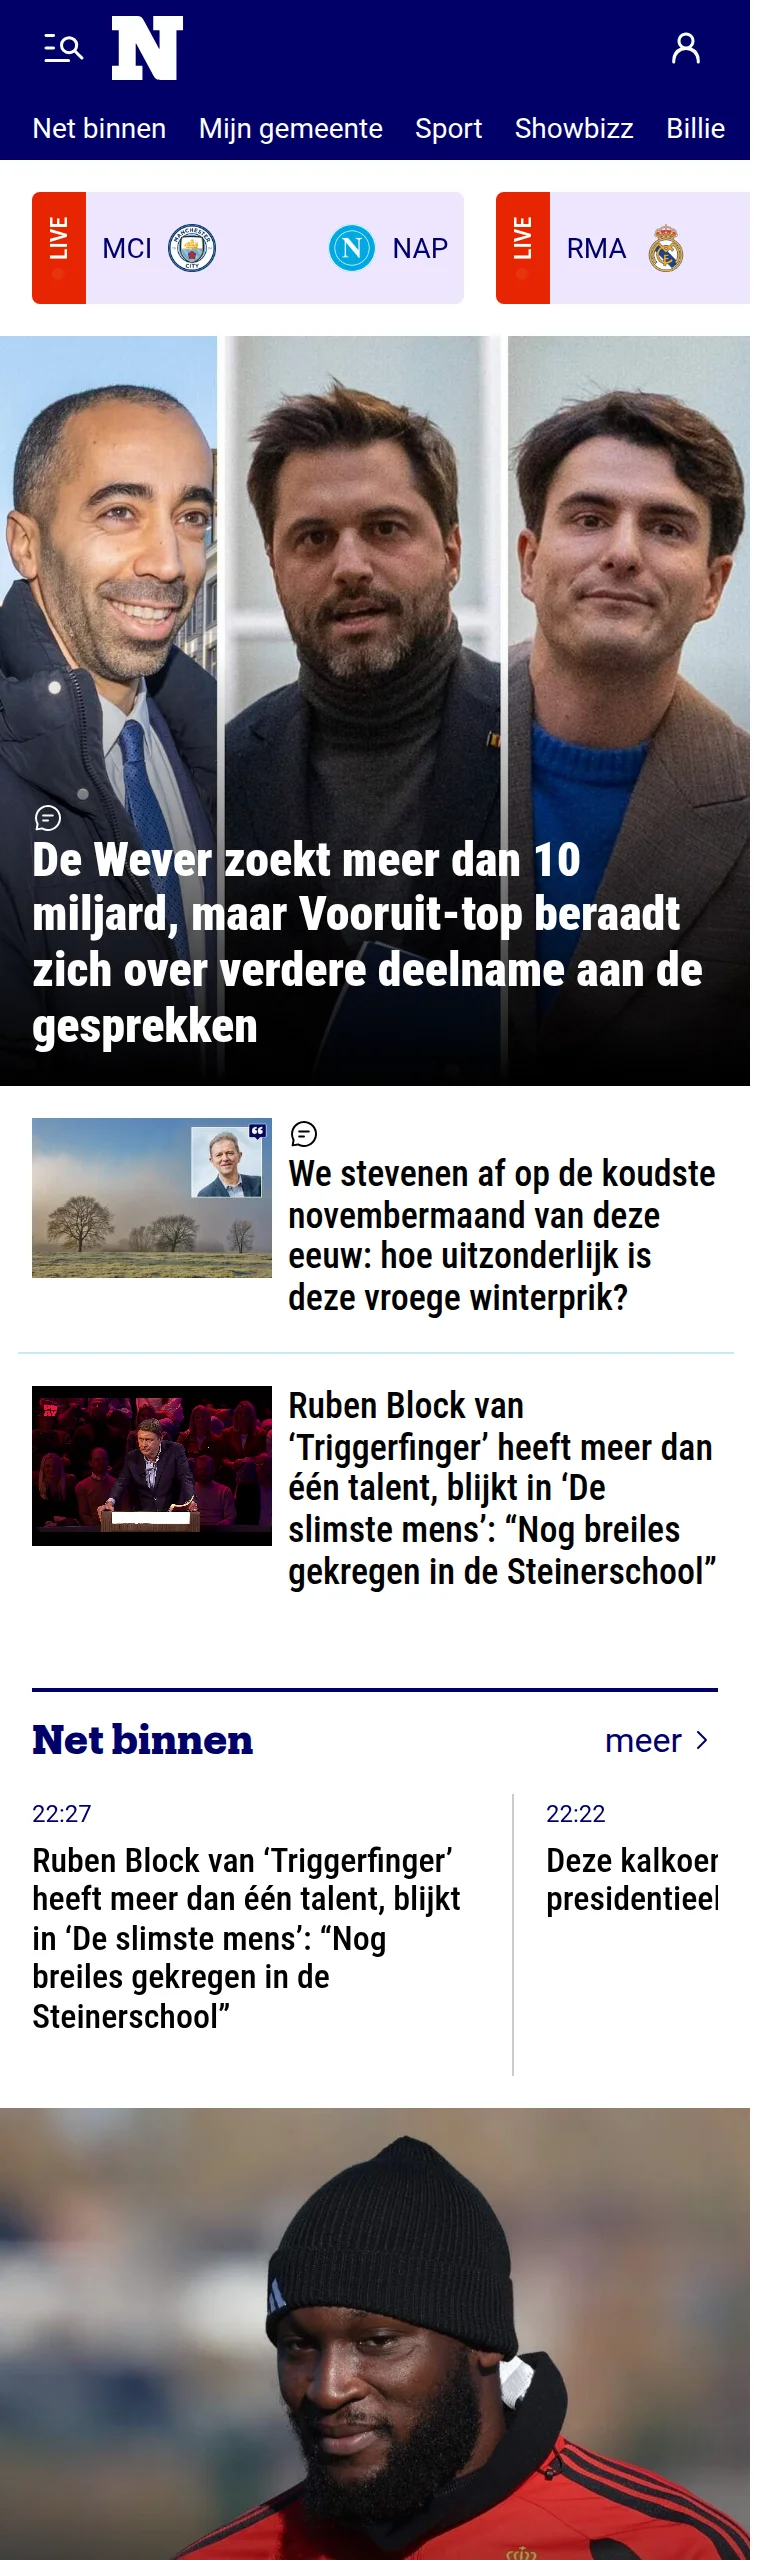 N
Net binnen Mijn gemeente Sport Showbizz Billie
LIVE MCI MANCHESTER CITY N NAP LIVE RMA
De Wever zoekt meer dan 10
miljard, maar Vooruit-top beraadt
zich over verdere deelname aan de
gesprekken
We stevenen af op de koudste
novembermaand van deze
eeuw: hoe uitzonderlijk is
deze vroege winterprik?
Ruben Block van
‘Triggerfinger’ heeft meer dan
één talent, blijkt in ‘De
slimste mens’: “Nog breiles
gekregen in de Steinerschool”
Net binnen meer
22:27
Ruben Block van ‘Triggerfinger’
heeft meer dan één talent, blijkt
in ‘De slimste mens’: “Nog
breiles gekregen in de
Steinerschool”
22:22
Deze kalkoen
presidentieel